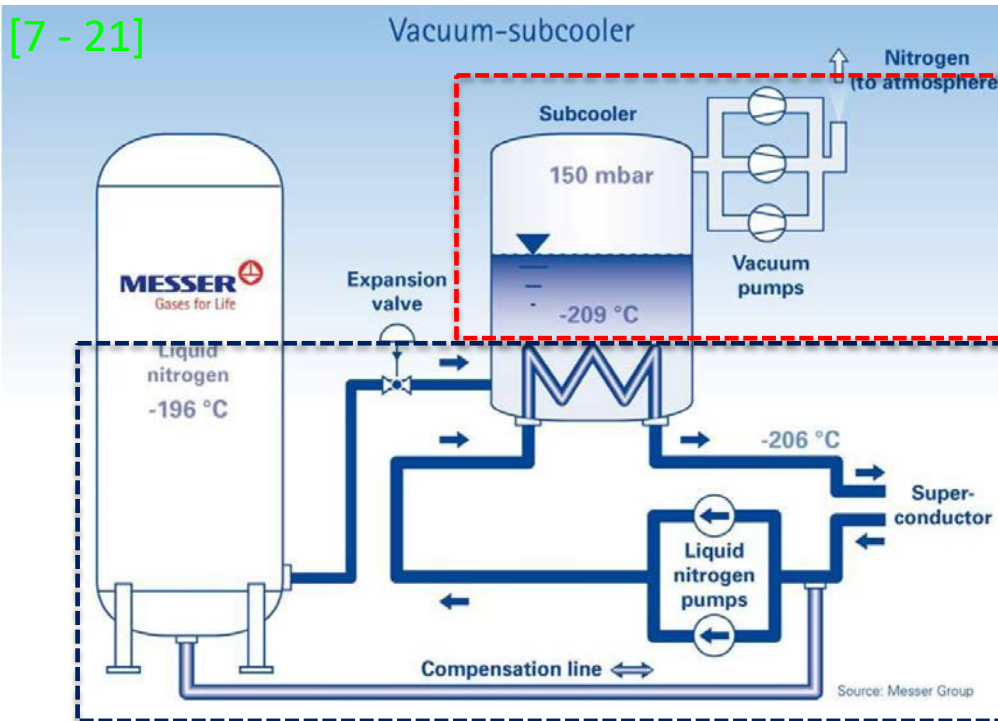 [7 - 21]
Vacuum-subcooler
Nitrogen
(to atmosphere
Subcooler
150 mbar
Vacuum
pumps
Expansion
valve
MESSER
Gases for Life
-209 °C
Liquid
nitrogen
-196 °C
-206 °C
Super-
conductor
Liquid
nitrogen
pumps
Compensation line
Source: Messer Group